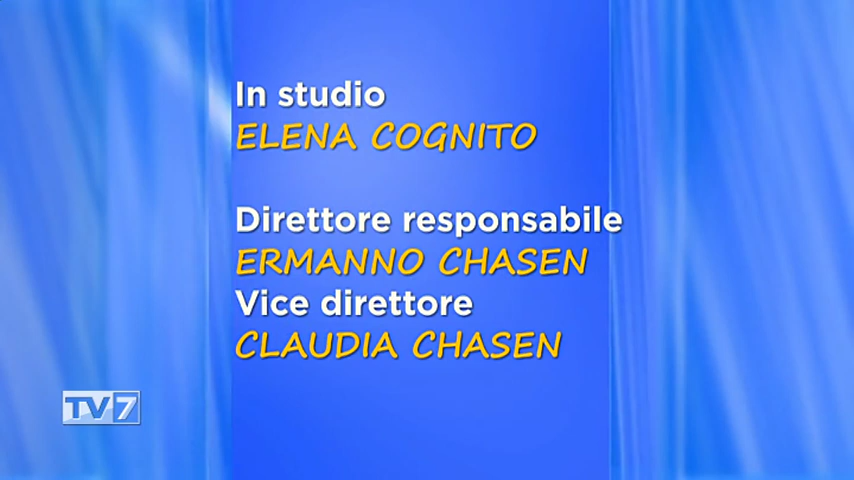 In studio
ELENA COGNITO
Direttore responsabile
ERMANNO CHASEN
Vice direttore
CLAUDIA CHASEN
TV7